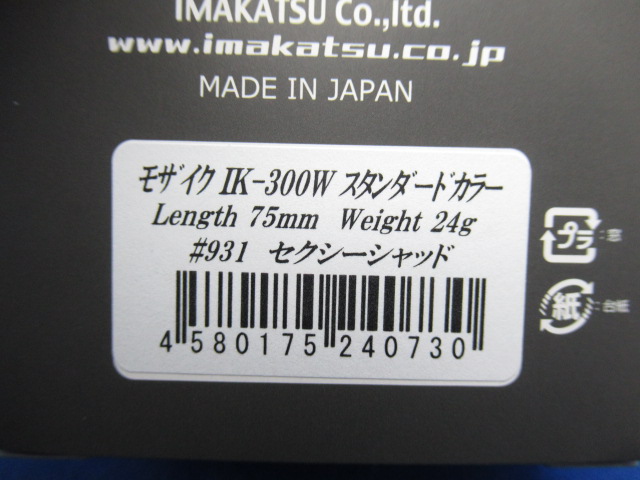 IMAKATSU Co.,ltd.
www.imakatsu.co.jp
MADE IN JAPAN
モザイク IK-300W スタンダードカラー
Length 75mm Weight 24g
#931 セクシーシャッド
4 580175 240730
プラ
紙
:台紙